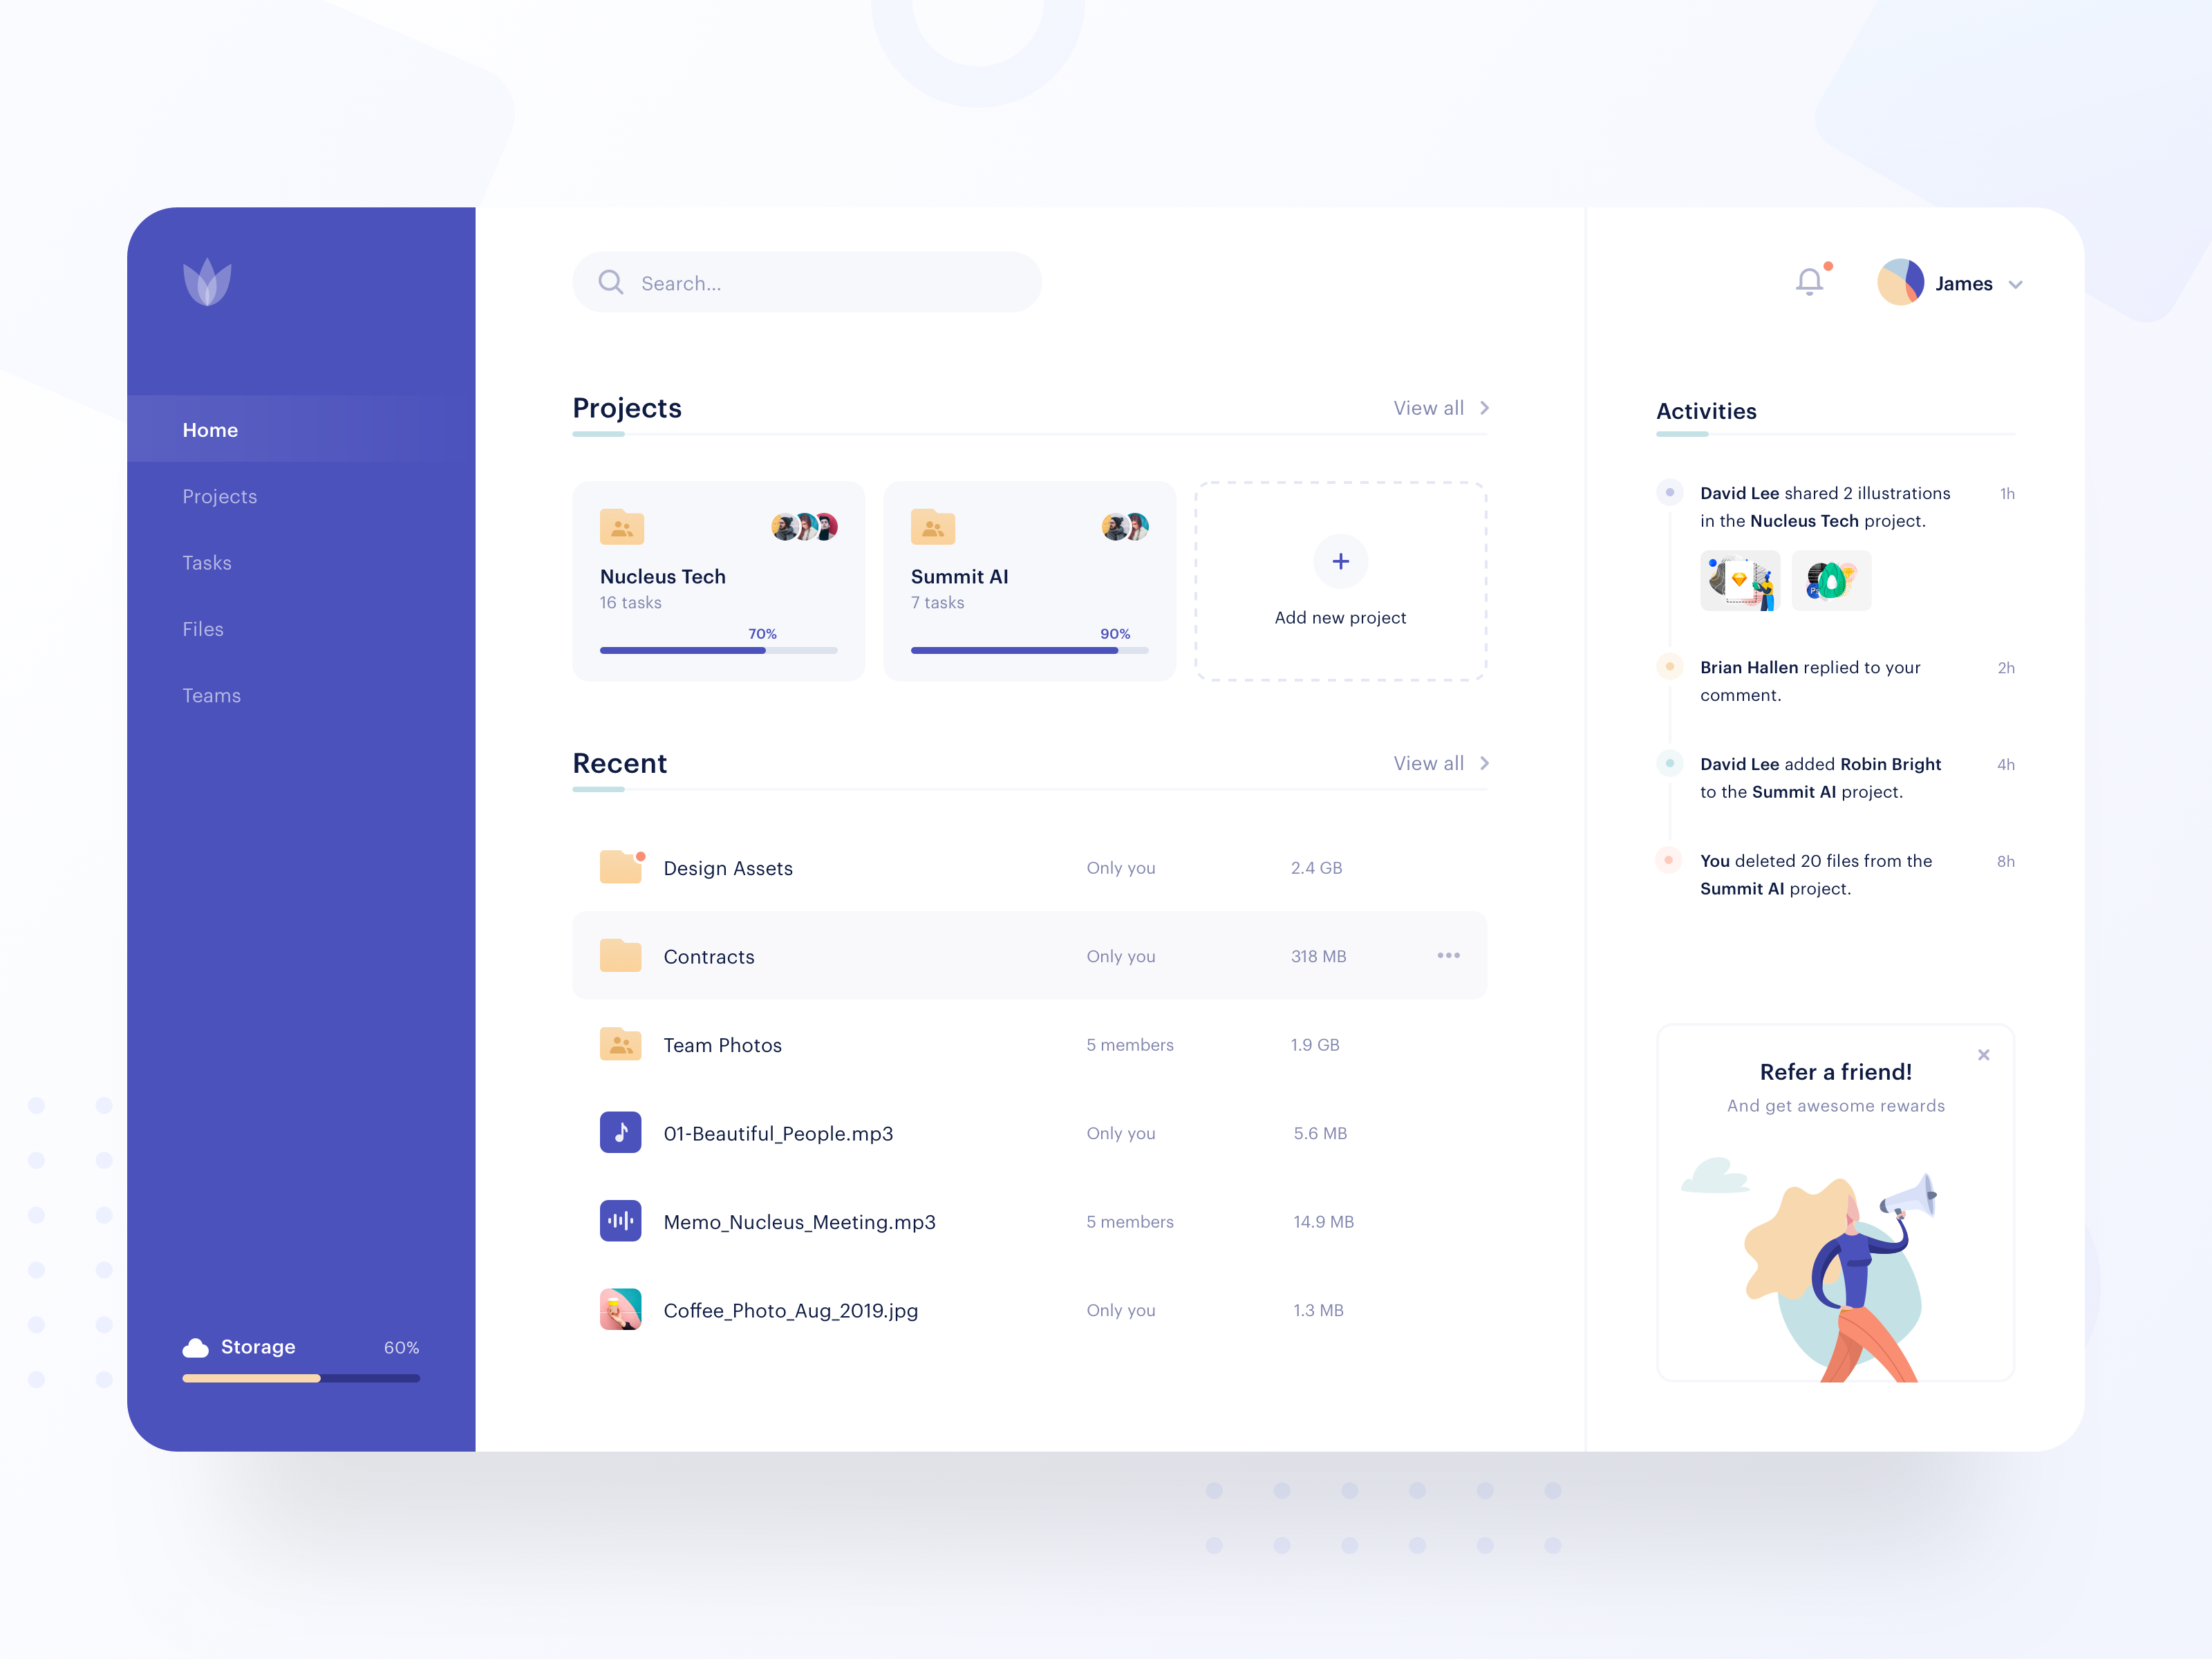 Search...
James
Home
Projects
Tasks
Files
Teams
Storage 60%
Projects
View all
Nucleus Tech
16 tasks
70%
Summit AI
7 tasks
90%
Add new project
Recent
View all
Design Assets Only you 2.4 GB
Contracts Only you 318 MB
Team Photos 5 members 1.9 GB
01-Beautiful_People.mp3 Only you 5.6 MB
Memo_Nucleus_Meeting.mp3 5 members 14.9 MB
Coffee_Photo_Aug_2019.jpg Only you 1.3 MB
Activities
David Lee shared 2 illustrations 1h
in the Nucleus Tech project.
Brian Hallen replied to your 2h
comment.
David Lee added Robin Bright 4h
to the Summit AI project.
You deleted 20 files from the 8h
Summit AI project.
Refer a friend!
And get awesome rewards